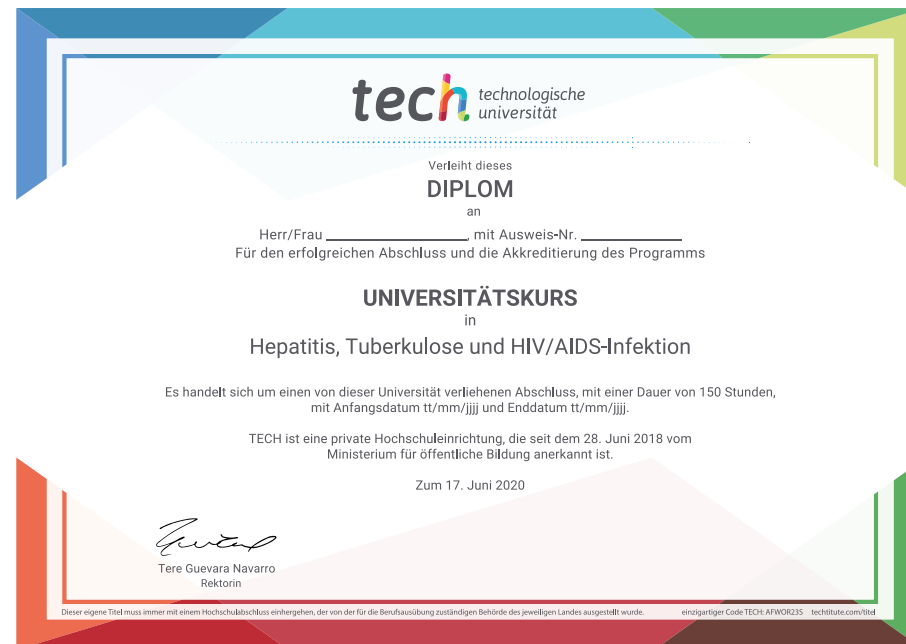 tech technologische
universität
Verleiht dieses
DIPLOM
an
Herr/Frau ____________, mit Ausweis-Nr. ____________
Für den erfolgreichen Abschluss und die Akkreditierung des Programms
UNIVERSITÄTSKURS
in
Hepatitis, Tuberkulose und HIV/AIDS-Infektion
Es handelt sich um einen von dieser Universität verliehenen Abschluss, mit einer Dauer von 150 Stunden,
mit Anfangsdatum tt/mm/jjjj und Enddatum tt/mm/jjjj.
TECH ist eine private Hochschuleinrichtung, die seit dem 28. Juni 2018 vom
Ministerium für öffentliche Bildung anerkannt ist.
Zum 17. Juni 2020
Tere Guevara Navarro
Rektorin
Dieser eigene Titel muss immer mit einem Hochschulabschluss einhergehen, der von der für die Berufsausübung zuständigen Behörde des jeweiligen Landes ausgestellt wurde. einzigartiger Code TECH: AFWOR23S techtitute.com/titel